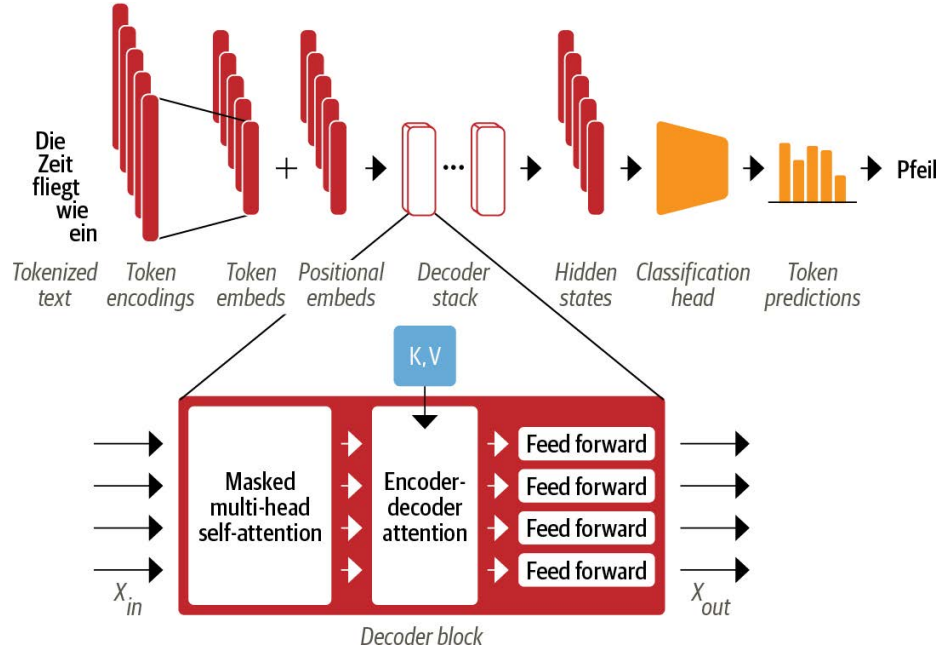 Die
Zeit
fliegt
wie
ein
+
...
Pfeil
Tokenized
text
Token
encodings
Token
embeds
Positional
embeds
Decoder
stack
Hidden
states
Classification
head
Token
predictions
K,V
Masked
multi-head
self-attention
Encoder-
decoder
attention
Feed forward
Feed forward
Feed forward
Feed forward
X in
X out
Decoder block